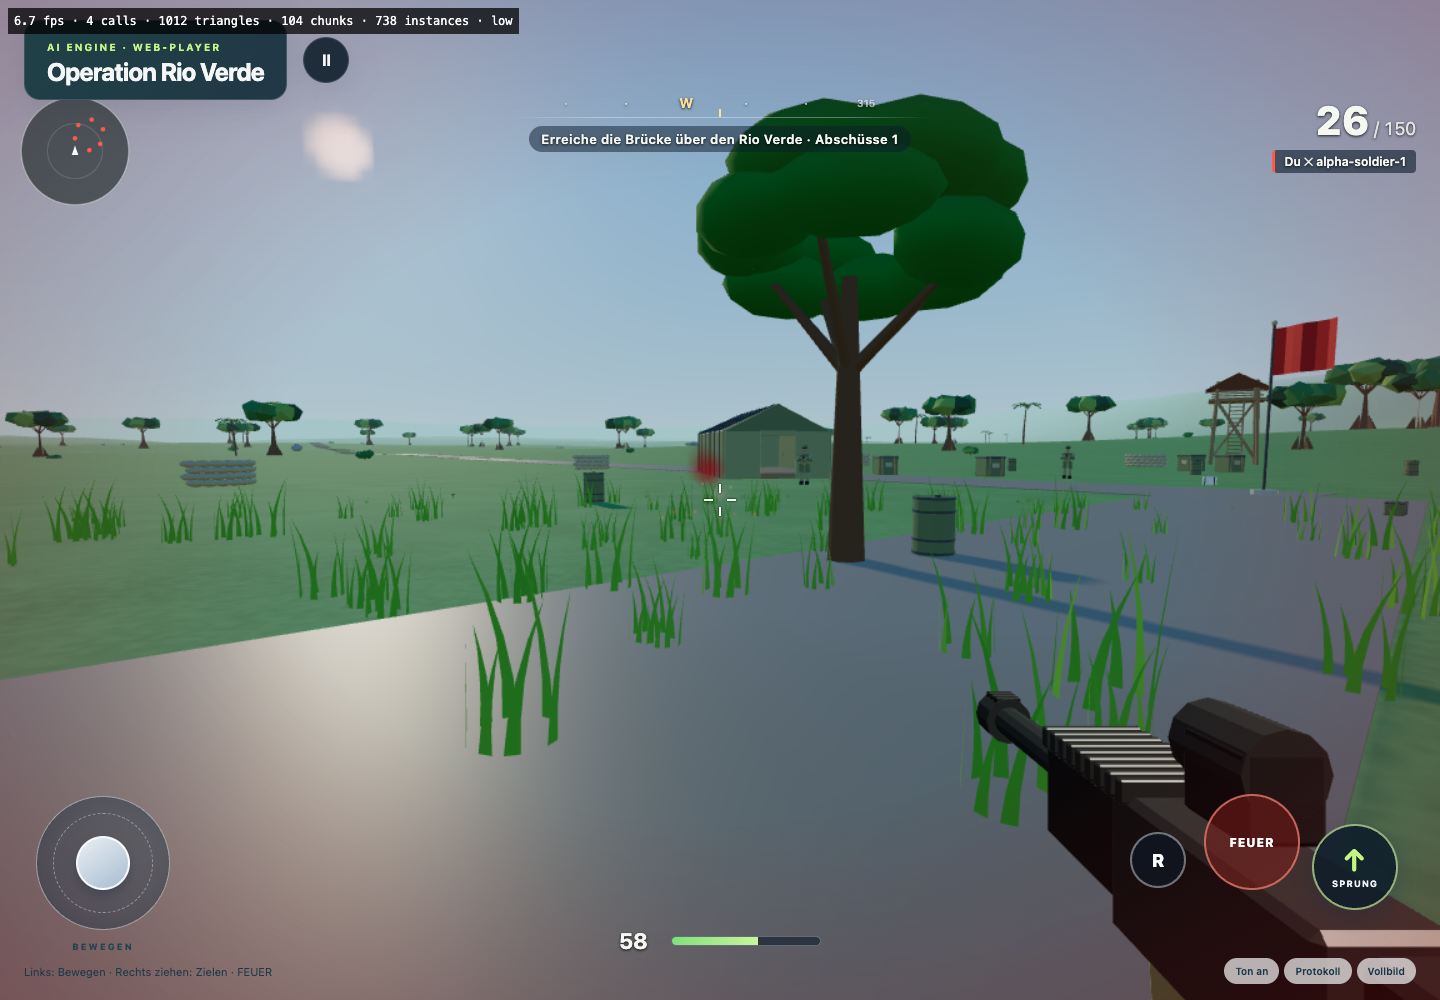 6.7 fps · 4 calls · 1012 triangles · 104 chunks · 738 instances · low
AI ENGINE · WEB-PLAYER
Operation Rio Verde
W
315
Erreiche die Brücke über den Rio Verde · Abschüsse 1
26 / 150
Du ✕ alpha-soldier-1
R
FEUER
SPRUNG
BEWEGEN
58
Links: Bewegen · Rechts ziehen: Zielen · FEUER
Ton an
Protokoll
Vollbild